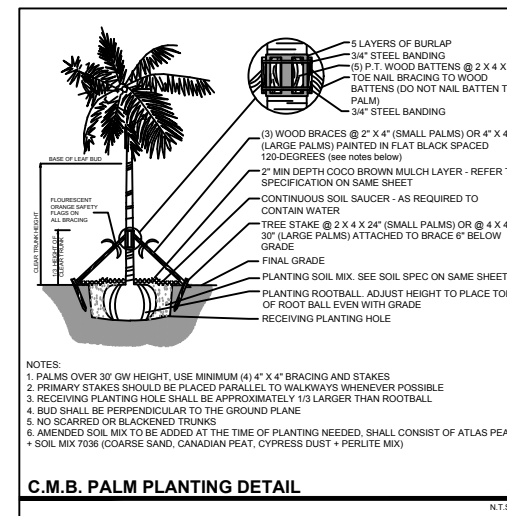 5 LAYERS OF BURLAP
3/4" STEEL BANDING
(5) P.T. WOOD BATTENS @ 2 X 4 X
TOE NAIL BRACING TO WOOD
BATTENS (DO NOT NAIL BATTEN T
PALM)
3/4" STEEL BANDING
(3) WOOD BRACES @ 2" X 4" (SMALL PALMS) OR 4" X 4
(LARGE PALMS) PAINTED IN FLAT BLACK SPACED
120-DEGREES (see notes below)
2" MIN DEPTH COCO BROWN MULCH LAYER - REFER T
SPECIFICATION ON SAME SHEET
CONTINUOUS SOIL SAUCER - AS REQUIRED TO
CONTAIN WATER
TREE STAKE @ 2 X 4 X 24" (SMALL PALMS) OR @ 4 X 4
30" (LARGE PALMS) ATTACHED TO BRACE 6" BELOW
GRADE
FINAL GRADE
PLANTING SOIL MIX. SEE SOIL SPEC ON SAME SHEET
PLANTING ROOTBALL. ADJUST HEIGHT TO PLACE TO
OF ROOT BALL EVEN WITH GRADE
RECEIVING PLANTING HOLE
BASE OF LEAF BUD
FLOURESCENT
ORANGE SAFETY
FLAGS ON
ALL BRACING
CLEAR TRUNK HEIGHT
1/3 HEIGHT OF
CLEAR TRUNK
NOTES:
1. PALMS OVER 30' GW HEIGHT, USE MINIMUM (4) 4" X 4" BRACING AND STAKES
2. PRIMARY STAKES SHOULD BE PLACED PARALLEL TO WALKWAYS WHENEVER POSSIBLE
3. RECEIVING PLANTING HOLE SHALL BE APPROXIMATELY 1/3 LARGER THAN ROOTBALL
4. BUD SHALL BE PERPENDICULAR TO THE GROUND PLANE
5. NO SCARRED OR BLACKENED TRUNKS
6. AMENDED SOIL MIX TO BE ADDED AT THE TIME OF PLANTING NEEDED, SHALL CONSIST OF ATLAS PEA
+ SOIL MIX 7036 (COARSE SAND, CANADIAN PEAT, CYPRESS DUST + PERLITE MIX)
C.M.B. PALM PLANTING DETAIL
N.T.S